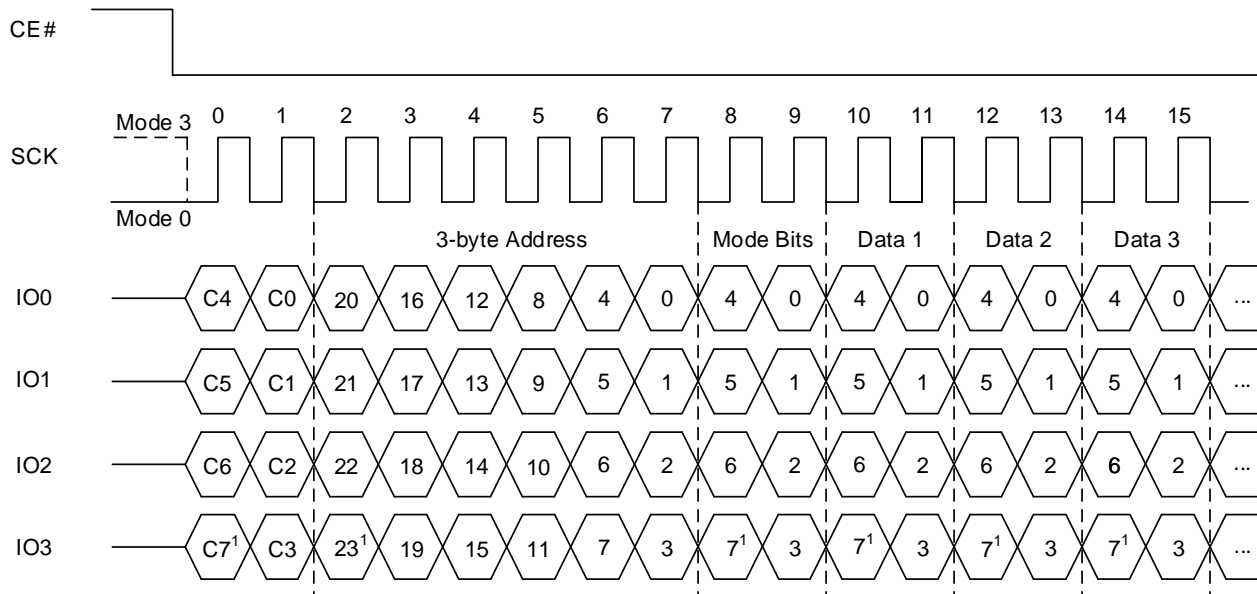 CE#
0 1 2 3 4 5 6 7 8 9 10 11 12 13 14 15
Mode 3
SCK
Mode 0
3-byte Address Mode Bits Data 1 Data 2 Data 3
IO0 C4 C0 20 16 12 8 4 0 4 0 4 0 4 0 4 0 ...
IO1 C5 C1 21 17 13 9 5 1 5 1 5 1 5 1 5 1 ...
IO2 C6 C2 22 18 14 10 6 2 6 2 6 2 6 2 6 2 ...
IO3 C7¹ C3 23¹ 19 15 11 7 3 7¹ 3 7¹ 3 7¹ 3 7¹ 3 ...